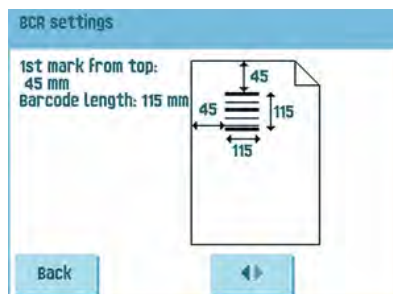 BCR settings
1st mark from top:
45 mm
Barcode length: 115 mm
45
45
115
115
Back